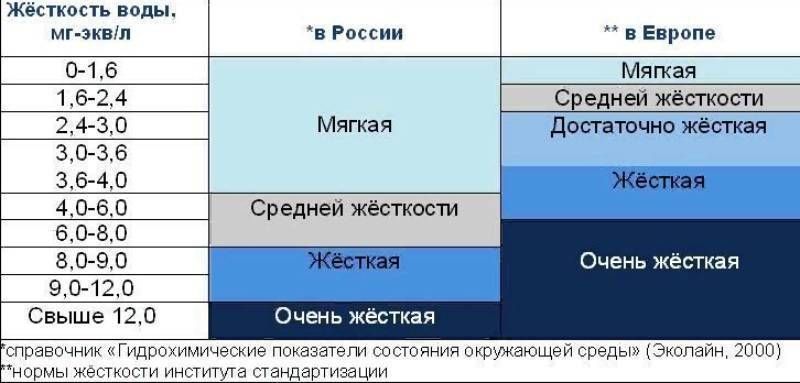 Жёсткость воды,
мг-экв/л
*в России
** в Европе
0-1,6
Мягкая
1,6-2,4
Средней жёсткости
2,4-3,0
Мягкая
Достаточно жёсткая
3,0-3,6
3,6-4,0
Жёсткая
4,0-6,0
Средней жёсткости
6,0-8,0
8,0-9,0
Жёсткая
Очень жёсткая
9,0-12,0
Свыше 12,0
Очень жёсткая
*справочник «Гидрохимические показатели состояния окружающей среды» (Эколайн, 2000)
**нормы жёсткости института стандартизации